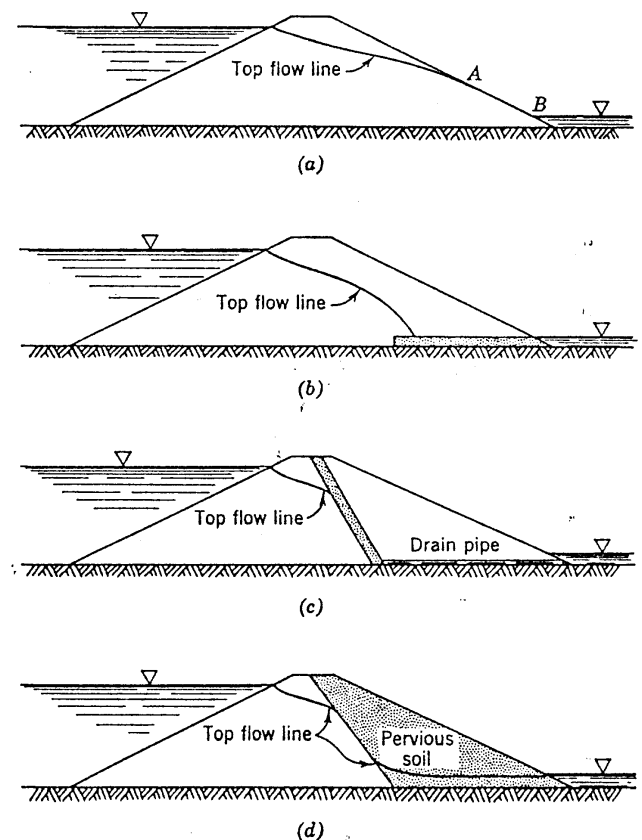 Top flow line
A
B
(a)
Top flow line
(b)
Top flow line
Drain pipe
(c)
Top flow line
Pervious
soil
(d)